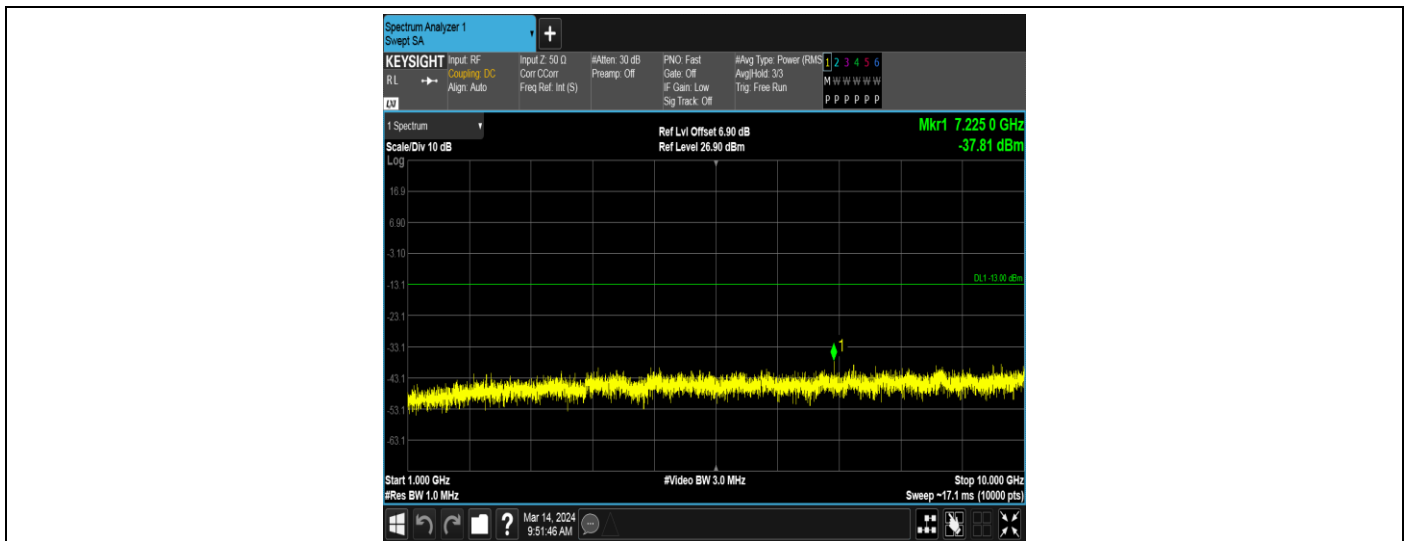 Spectrum Analyzer 1
Swept SA
+
KEYSIGHT
RL
LXI
Input: RF
Coupling: DC
Align: Auto
Input Z: 50 Ω
Corr CCorr
Freq Ref: Int (S)
#Atten: 30 dB
Preamp: Off
PNO: Fast
Gate: Off
IF Gain: Low
Sig Track: Off
#Avg Type: Power (RMS
Avg|Hold: 3/3
Trig: Free Run
1 2 3 4 5 6
M W W W W W
P P P P P P
1 Spectrum
Scale/Div 10 dB
Ref Lvl Offset 6.90 dB
Ref Level 26.90 dBm
Mkr1 7.225 0 GHz
-37.81 dBm
Log
16.9
6.90
-3.10
DL1 -13.00 dBm
-13.1
-23.1
-33.1
1
-43.1
-53.1
-63.1
Start 1.000 GHz
#Res BW 1.0 MHz
#Video BW 3.0 MHz
Stop 10.000 GHz
Sweep ~17.1 ms (10000 pts)
?
Mar 14, 2024
9:51:46 AM